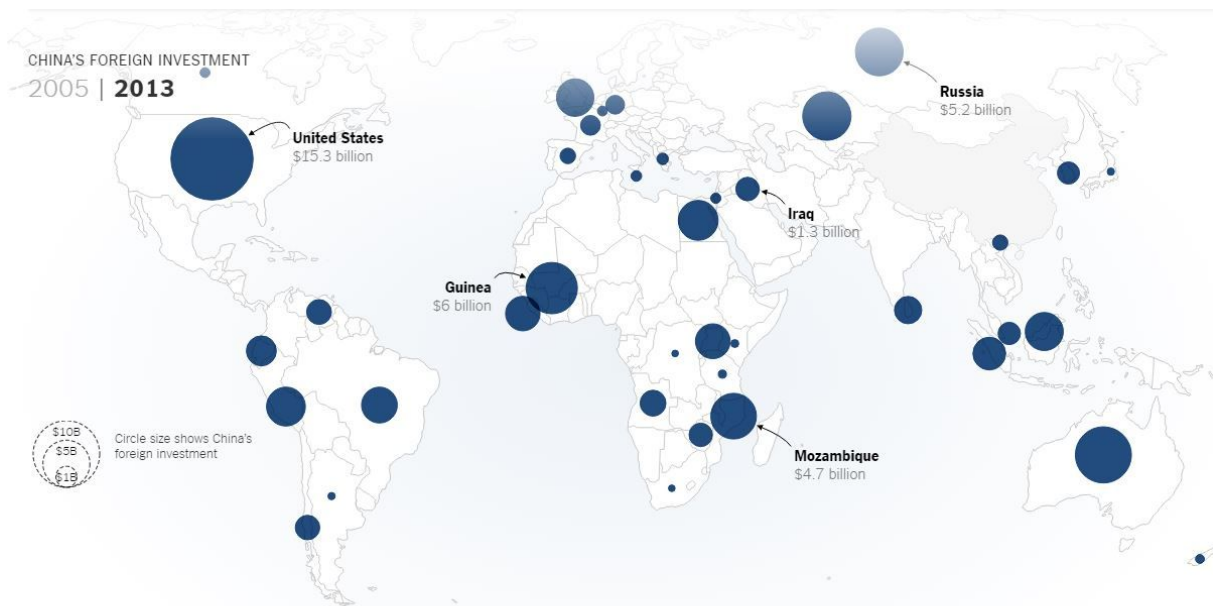 CHINA'S FOREIGN INVESTMENT
2005 | 2013
United States
$15.3 billion
Russia
$5.2 billion
Iraq
$1.3 billion
Guinea
$6 billion
Mozambique
$4.7 billion
$10B
$5B
$1B
Circle size shows China's
foreign investment